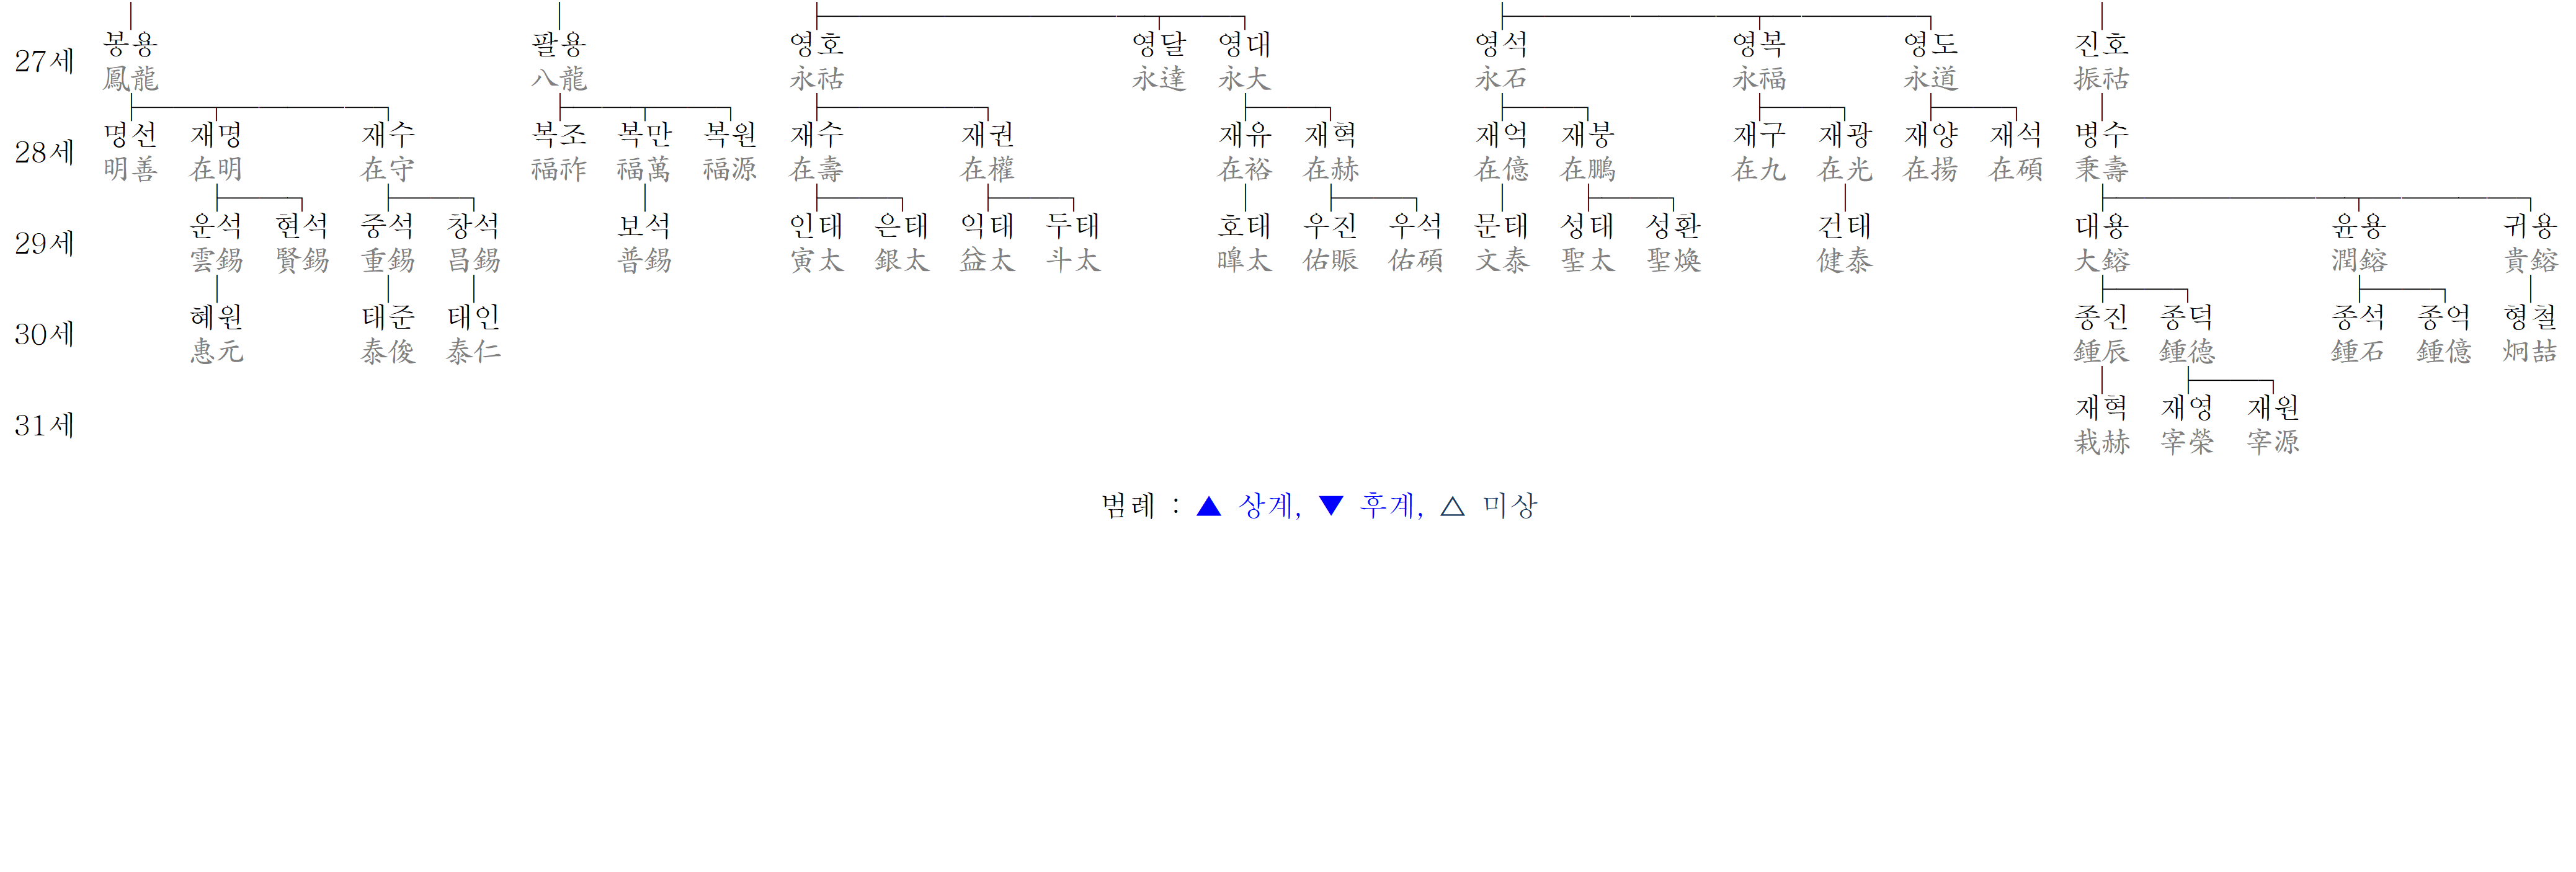 봉용 팔용 영호 영달 영대 영석 영복 영도 진호
27세
鳳龍 八龍 永祜 永達 永大 永石 永福 永道 振祜
명선 재명 재수 복조 복만 복원 재수 재권 재유 재혁 재억 재붕 재구 재광 재양 재석 병수
28세
明善 在明 在守 福祚 福萬 福源 在壽 在權 在裕 在赫 在億 在鵬 在九 在光 在揚 在碩 秉壽
운석 현석 중석 창석 보석 인태 은태 익태 두태 호태 우진 우석 문태 성태 성환 건태 대용 윤용 귀용
29세
雲錫 賢錫 重錫 昌錫 普錫 寅太 銀太 益太 斗太 暭太 佑賑 佑碩 文泰 聖太 聖煥 健泰 大鎔 潤鎔 貴鎔
혜원 태준 태인 종진 종덕 종석 종억 형철
30세
惠元 泰俊 泰仁 鍾辰 鍾德 鍾石 鍾億 炯喆
재혁 재영 재원
31세
栽赫 宰榮 宰源
범례 : ▲ 상계, ▼ 후계, △ 미상